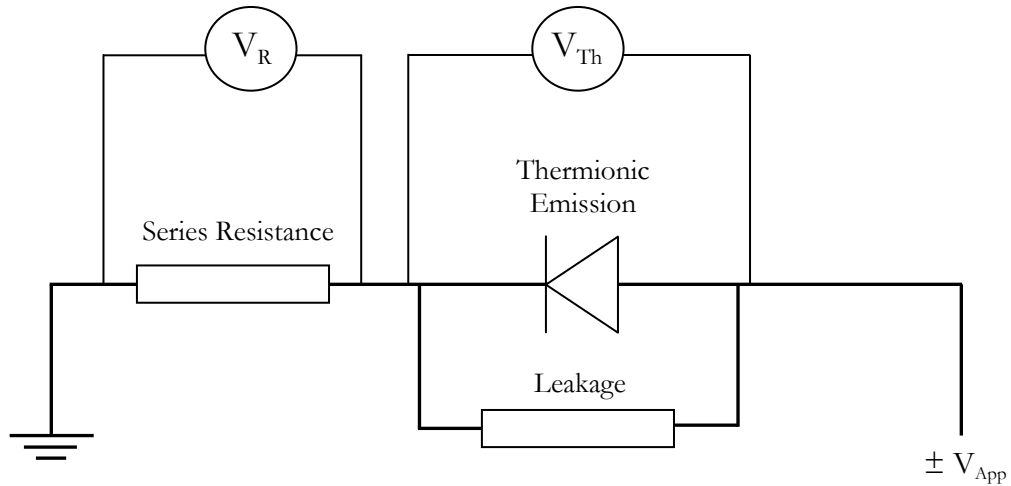 V_R
V_Th
Thermionic
Emission
Series Resistance
Leakage
± V_App